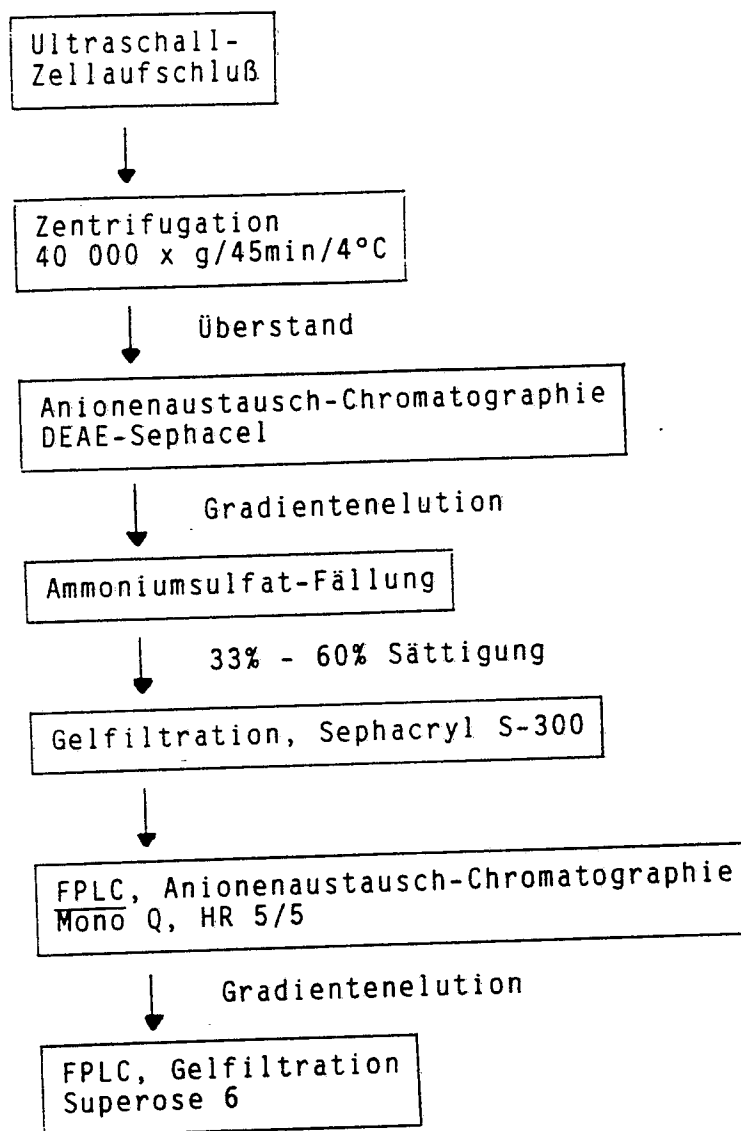 Ultraschall-
Zellaufschluß
Zentrifugation
40 000 x g/45min/4°C
Überstand
Anionenaustausch-Chromatographie
DEAE-Sephacel
Gradientenelution
Ammoniumsulfat-Fällung
33% - 60% Sättigung
Gelfiltration, Sephacryl S-300
FPLC, Anionenaustausch-Chromatographie
Mono Q, HR 5/5
Gradientenelution
FPLC, Gelfiltration
Superose 6